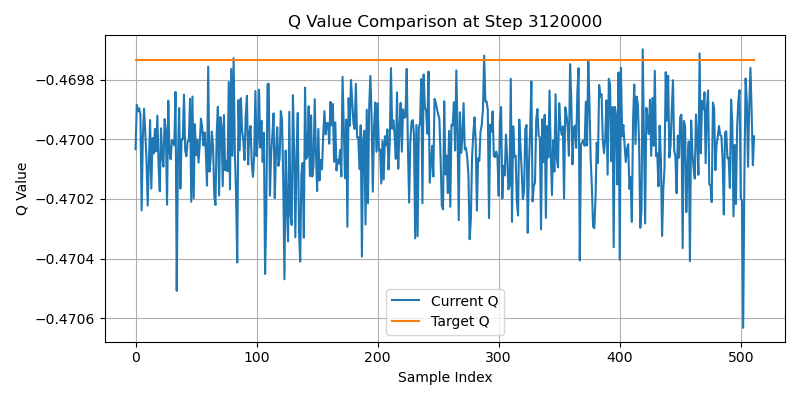 Q Value Comparison at Step 3120000
Q Value
−0.4698
−0.4700
−0.4702
−0.4704
−0.4706
Current Q
Target Q
0 100 200 300 400 500
Sample Index